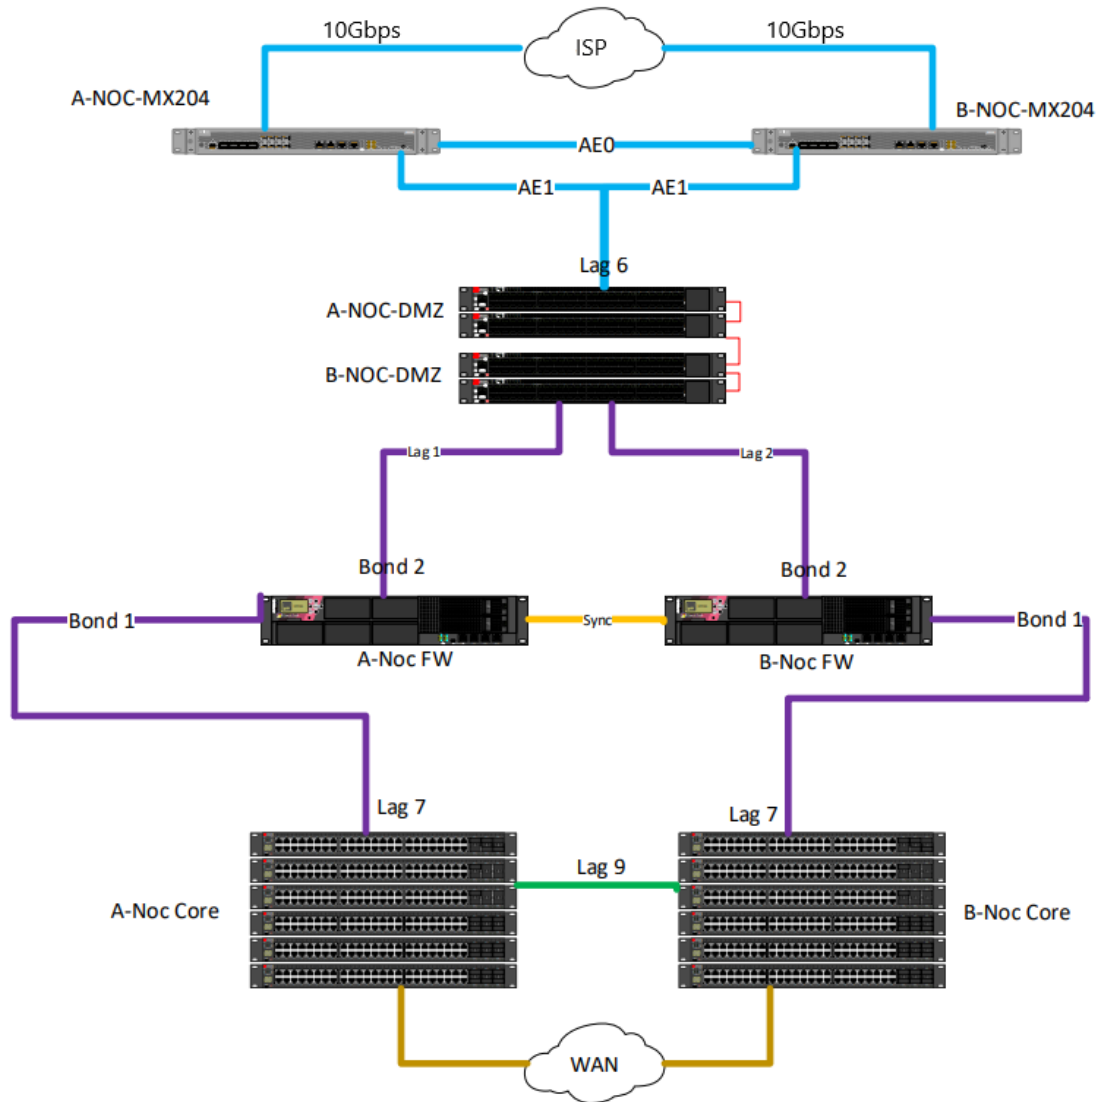 10Gbps
ISP
10Gbps
A-NOC-MX204
B-NOC-MX204
AE0
AE1
AE1
Lag 6
A-NOC-DMZ
B-NOC-DMZ
Lag 1
Lag 2
Bond 2
Bond 2
Bond 1
Sync
Bond 1
A-Noc FW
B-Noc FW
Lag 7
Lag 7
Lag 9
A-Noc Core
B-Noc Core
WAN